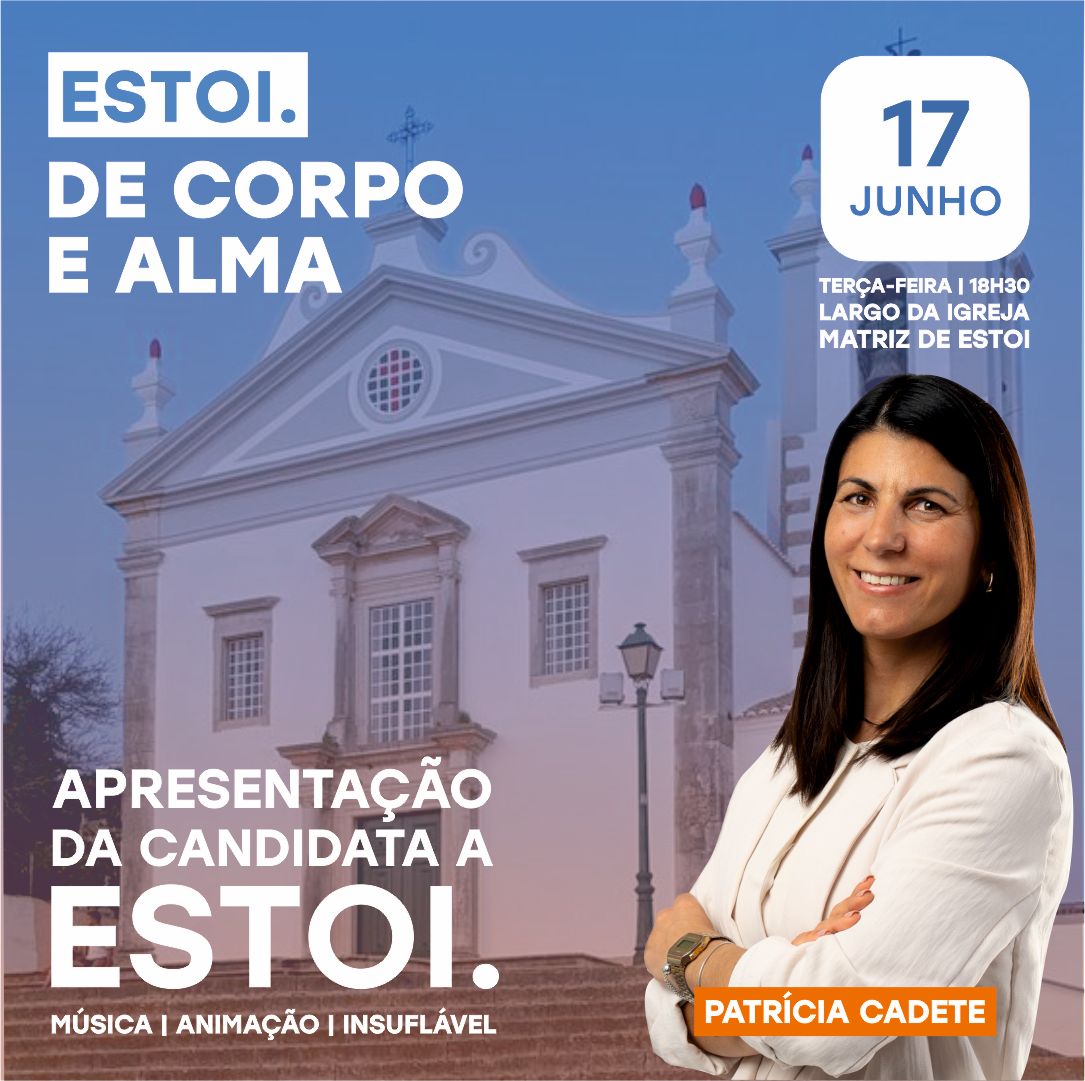 ESTOI.
DE CORPO
E ALMA
17
JUNHO
TERÇA-FEIRA | 18H30
LARGO DA IGREJA
MATRIZ DE ESTOI
APRESENTAÇÃO
DA CANDIDATA A
ESTOI.
MÚSICA | ANIMAÇÃO | INSUFLÁVEL
PATRÍCIA CADETE